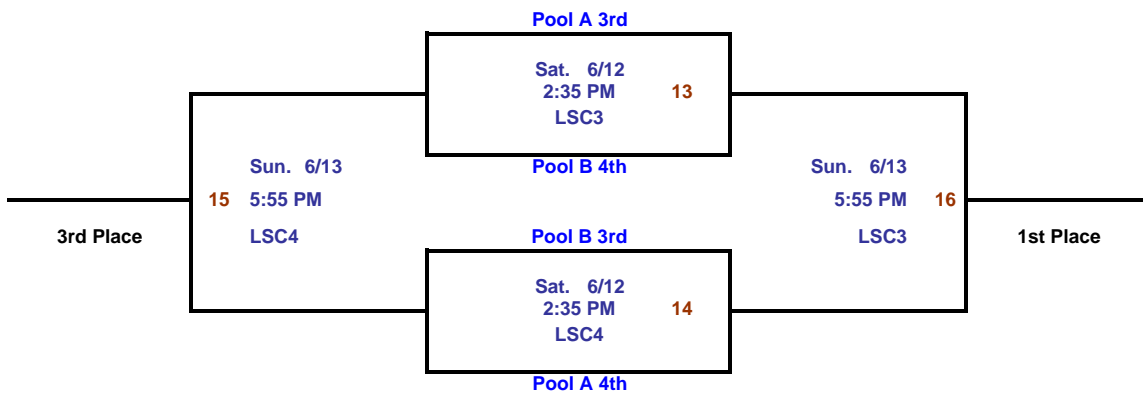 Pool A 3rd
Sat. 6/12
2:35 PM 13
LSC3
Pool B 4th
Sun. 6/13
15 5:55 PM
LSC4
3rd Place
Sun. 6/13
5:55 PM 16
LSC3
1st Place
Pool B 3rd
Sat. 6/12
2:35 PM 14
LSC4
Pool A 4th